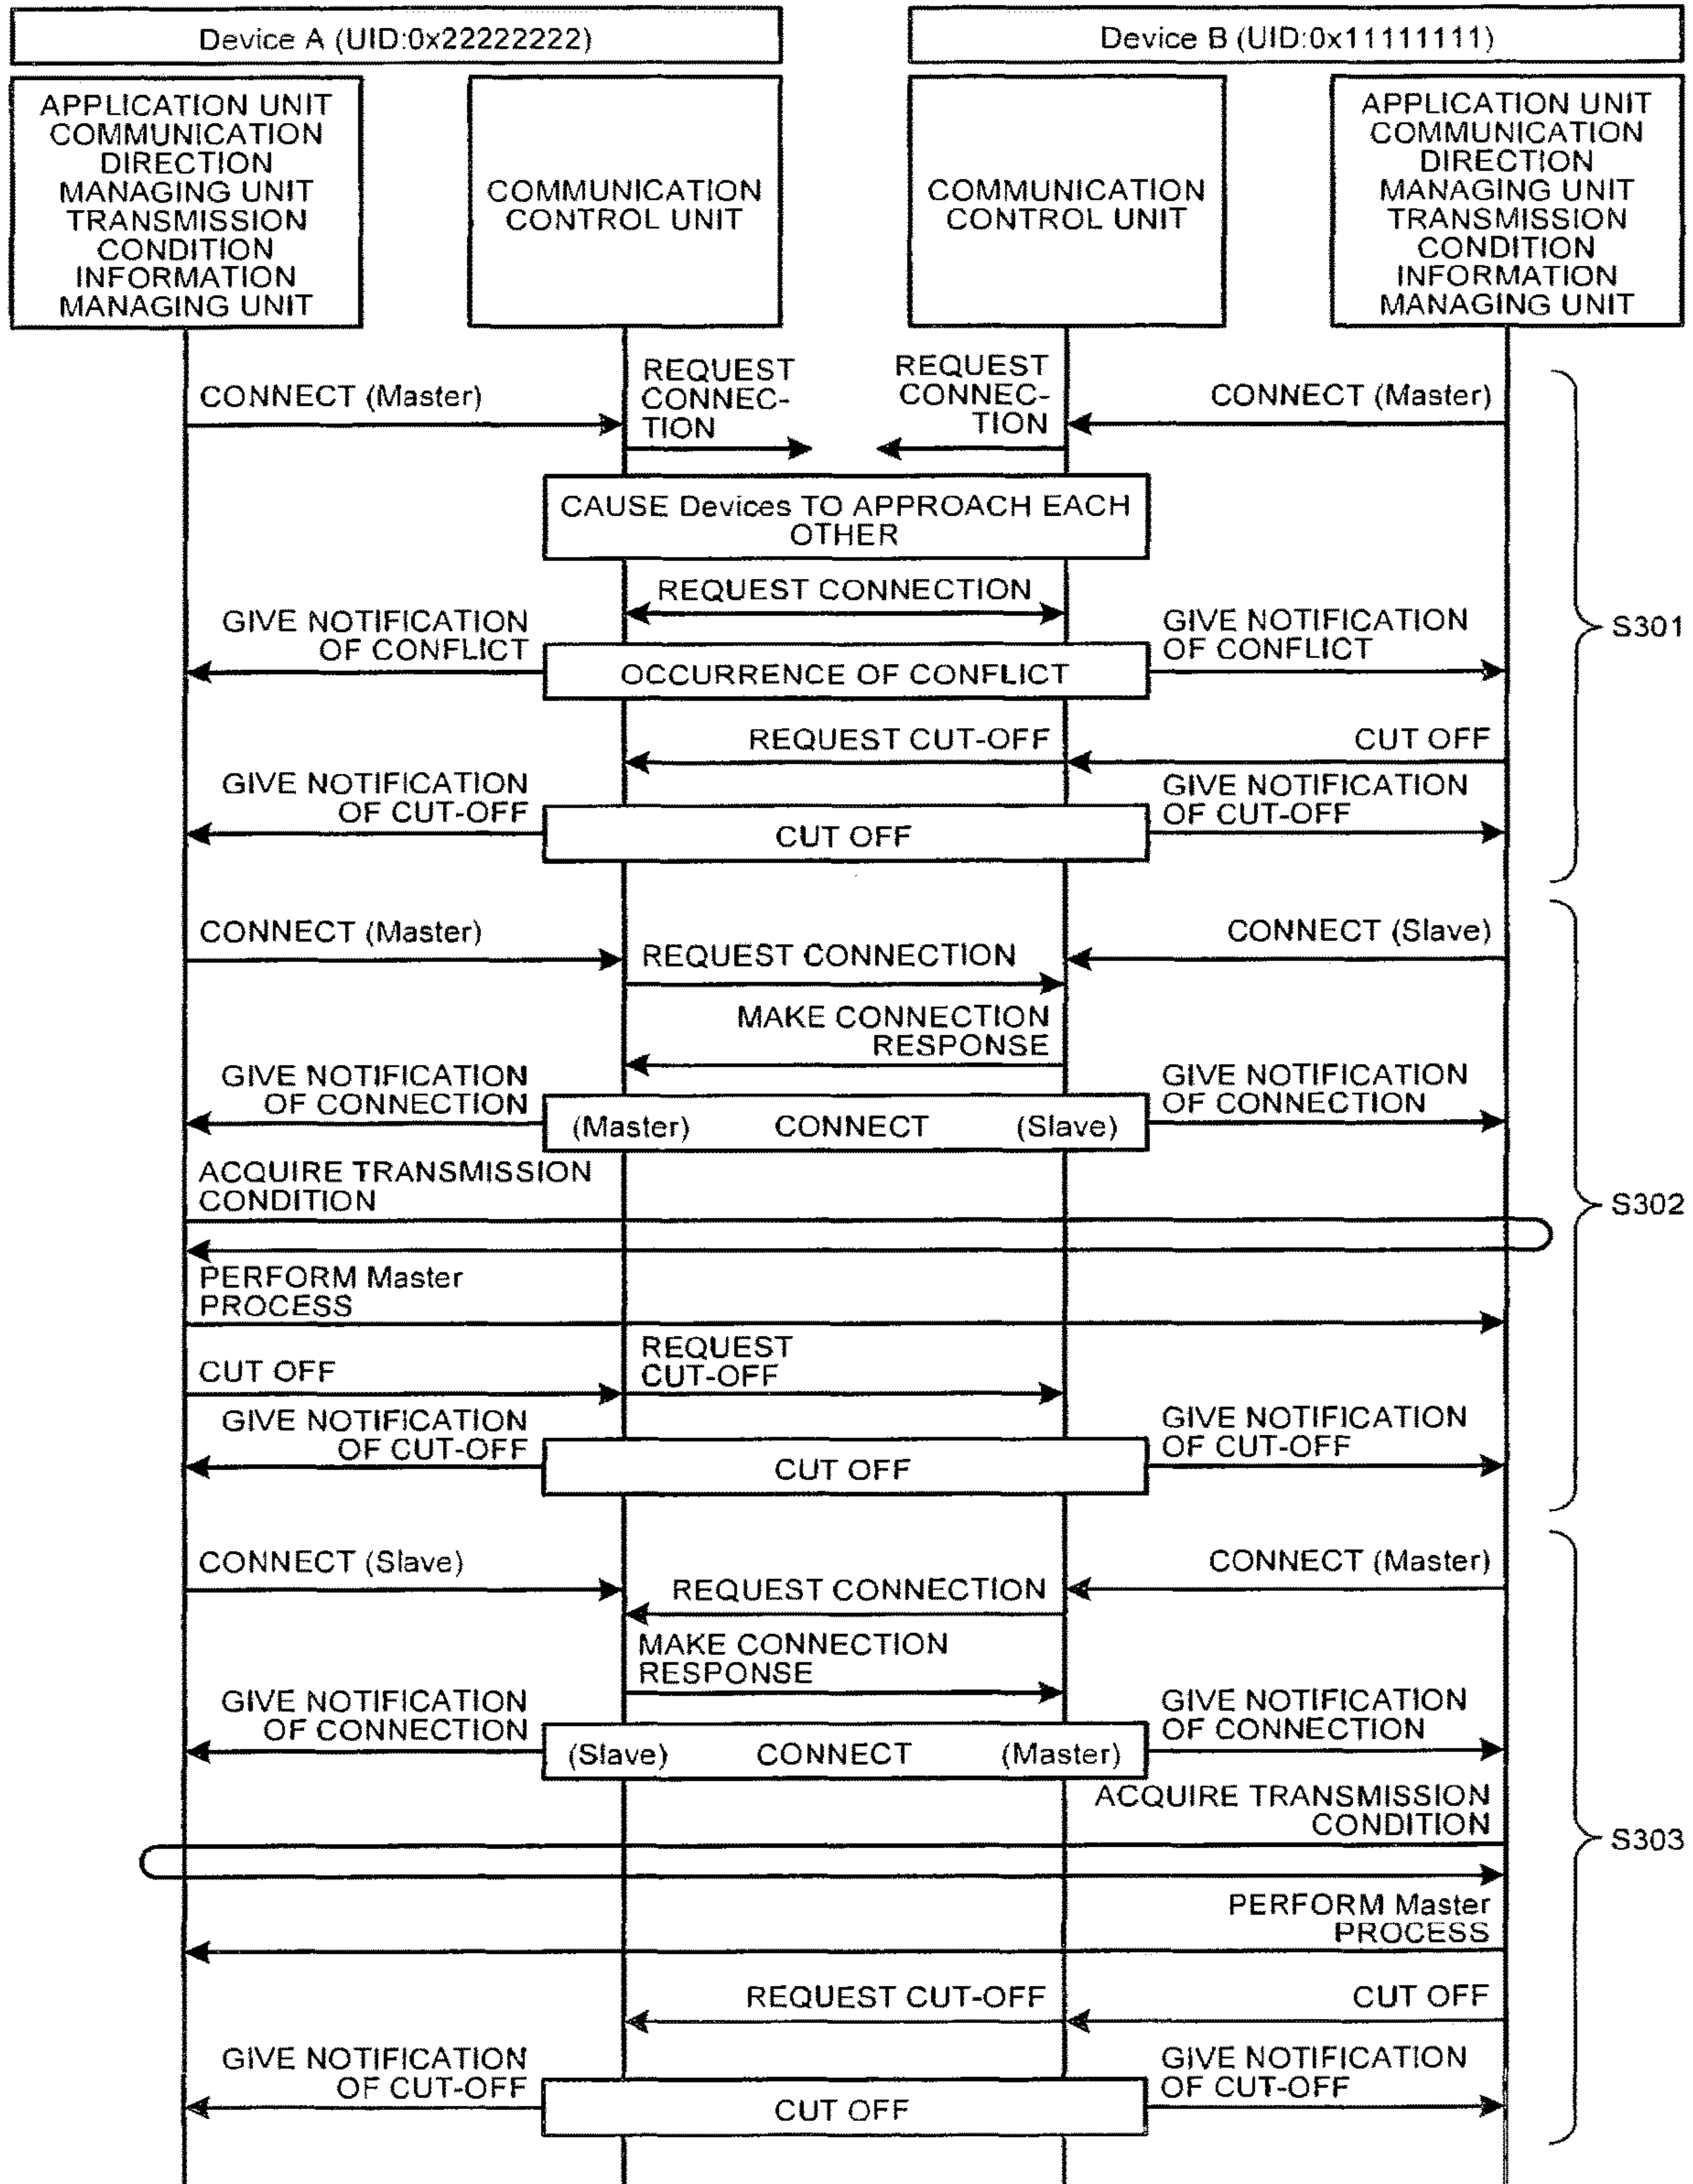 Device A (UID:0x22222222)
Device B (UID:0x11111111)
APPLICATION UNIT
COMMUNICATION
DIRECTION
MANAGING UNIT
TRANSMISSION
CONDITION
INFORMATION
MANAGING UNIT
COMMUNICATION
CONTROL UNIT
COMMUNICATION
CONTROL UNIT
APPLICATION UNIT
COMMUNICATION
DIRECTION
MANAGING UNIT
TRANSMISSION
CONDITION
INFORMATION
MANAGING UNIT
CONNECT (Master)
REQUEST
CONNEC-
TION
REQUEST
CONNEC-
TION
CONNECT (Master)
CAUSE Devices TO APPROACH EACH
OTHER
REQUEST CONNECTION
GIVE NOTIFICATION
OF CONFLICT
OCCURRENCE OF CONFLICT
GIVE NOTIFICATION
OF CONFLICT
S301
REQUEST CUT-OFF
CUT OFF
GIVE NOTIFICATION
OF CUT-OFF
CUT OFF
GIVE NOTIFICATION
OF CUT-OFF
CONNECT (Master)
REQUEST CONNECTION
CONNECT (Slave)
MAKE CONNECTION
RESPONSE
GIVE NOTIFICATION
OF CONNECTION
(Master) CONNECT (Slave)
GIVE NOTIFICATION
OF CONNECTION
ACQUIRE TRANSMISSION
CONDITION
S302
PERFORM Master
PROCESS
CUT OFF
REQUEST
CUT-OFF
GIVE NOTIFICATION
OF CUT-OFF
CUT OFF
GIVE NOTIFICATION
OF CUT-OFF
CONNECT (Slave)
REQUEST CONNECTION
CONNECT (Master)
MAKE CONNECTION
RESPONSE
GIVE NOTIFICATION
OF CONNECTION
(Slave) CONNECT (Master)
GIVE NOTIFICATION
OF CONNECTION
ACQUIRE TRANSMISSION
CONDITION
S303
PERFORM Master
PROCESS
REQUEST CUT-OFF
CUT OFF
GIVE NOTIFICATION
OF CUT-OFF
CUT OFF
GIVE NOTIFICATION
OF CUT-OFF